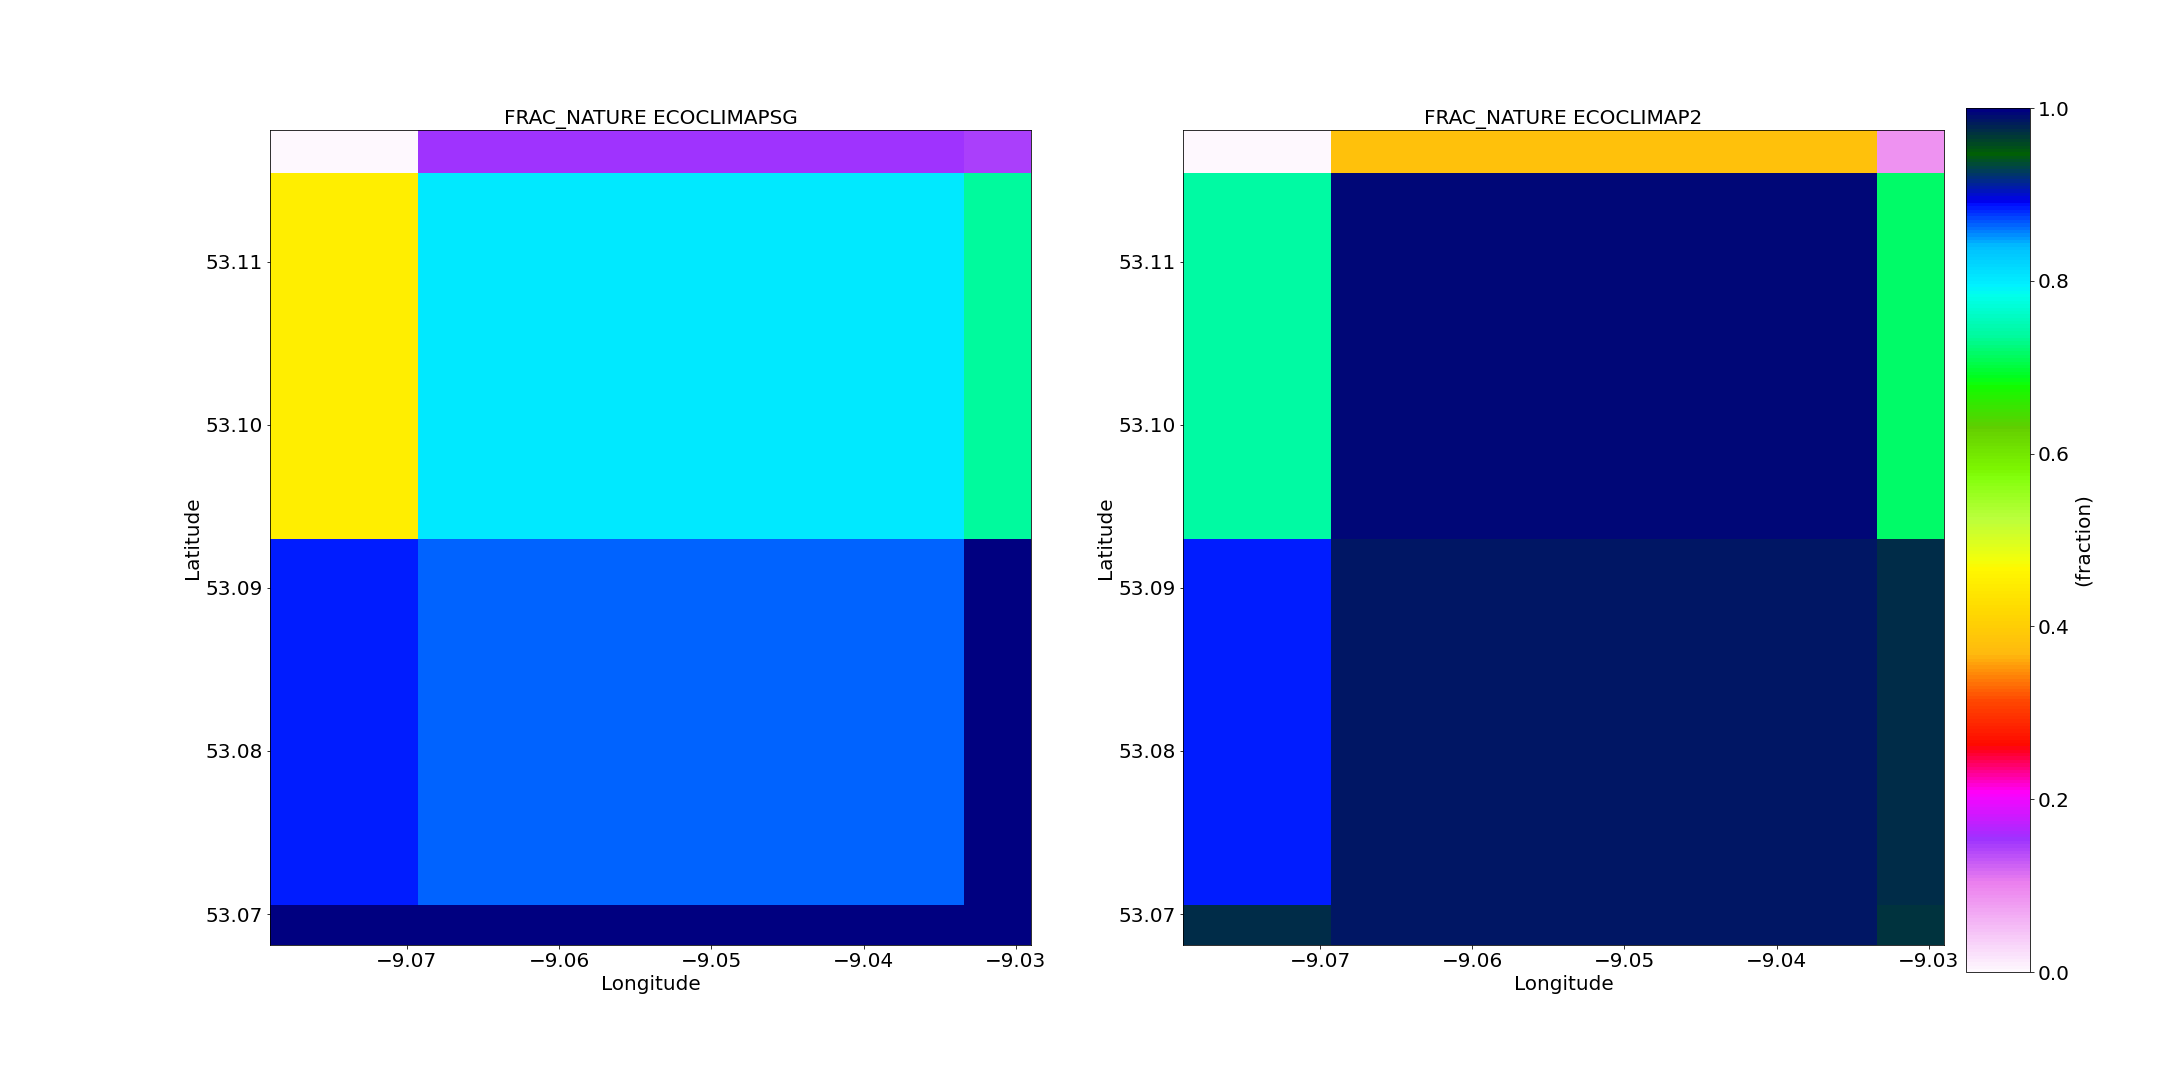 FRAC_NATURE ECOCLIMAPSG
Latitude
53.11
53.10
53.09
53.08
53.07
−9.07 −9.06 −9.05 −9.04 −9.03
Longitude
FRAC_NATURE ECOCLIMAP2
Latitude
53.11
53.10
53.09
53.08
53.07
−9.07 −9.06 −9.05 −9.04 −9.03
Longitude
1.0
0.8
0.6
0.4
0.2
0.0
(fraction)